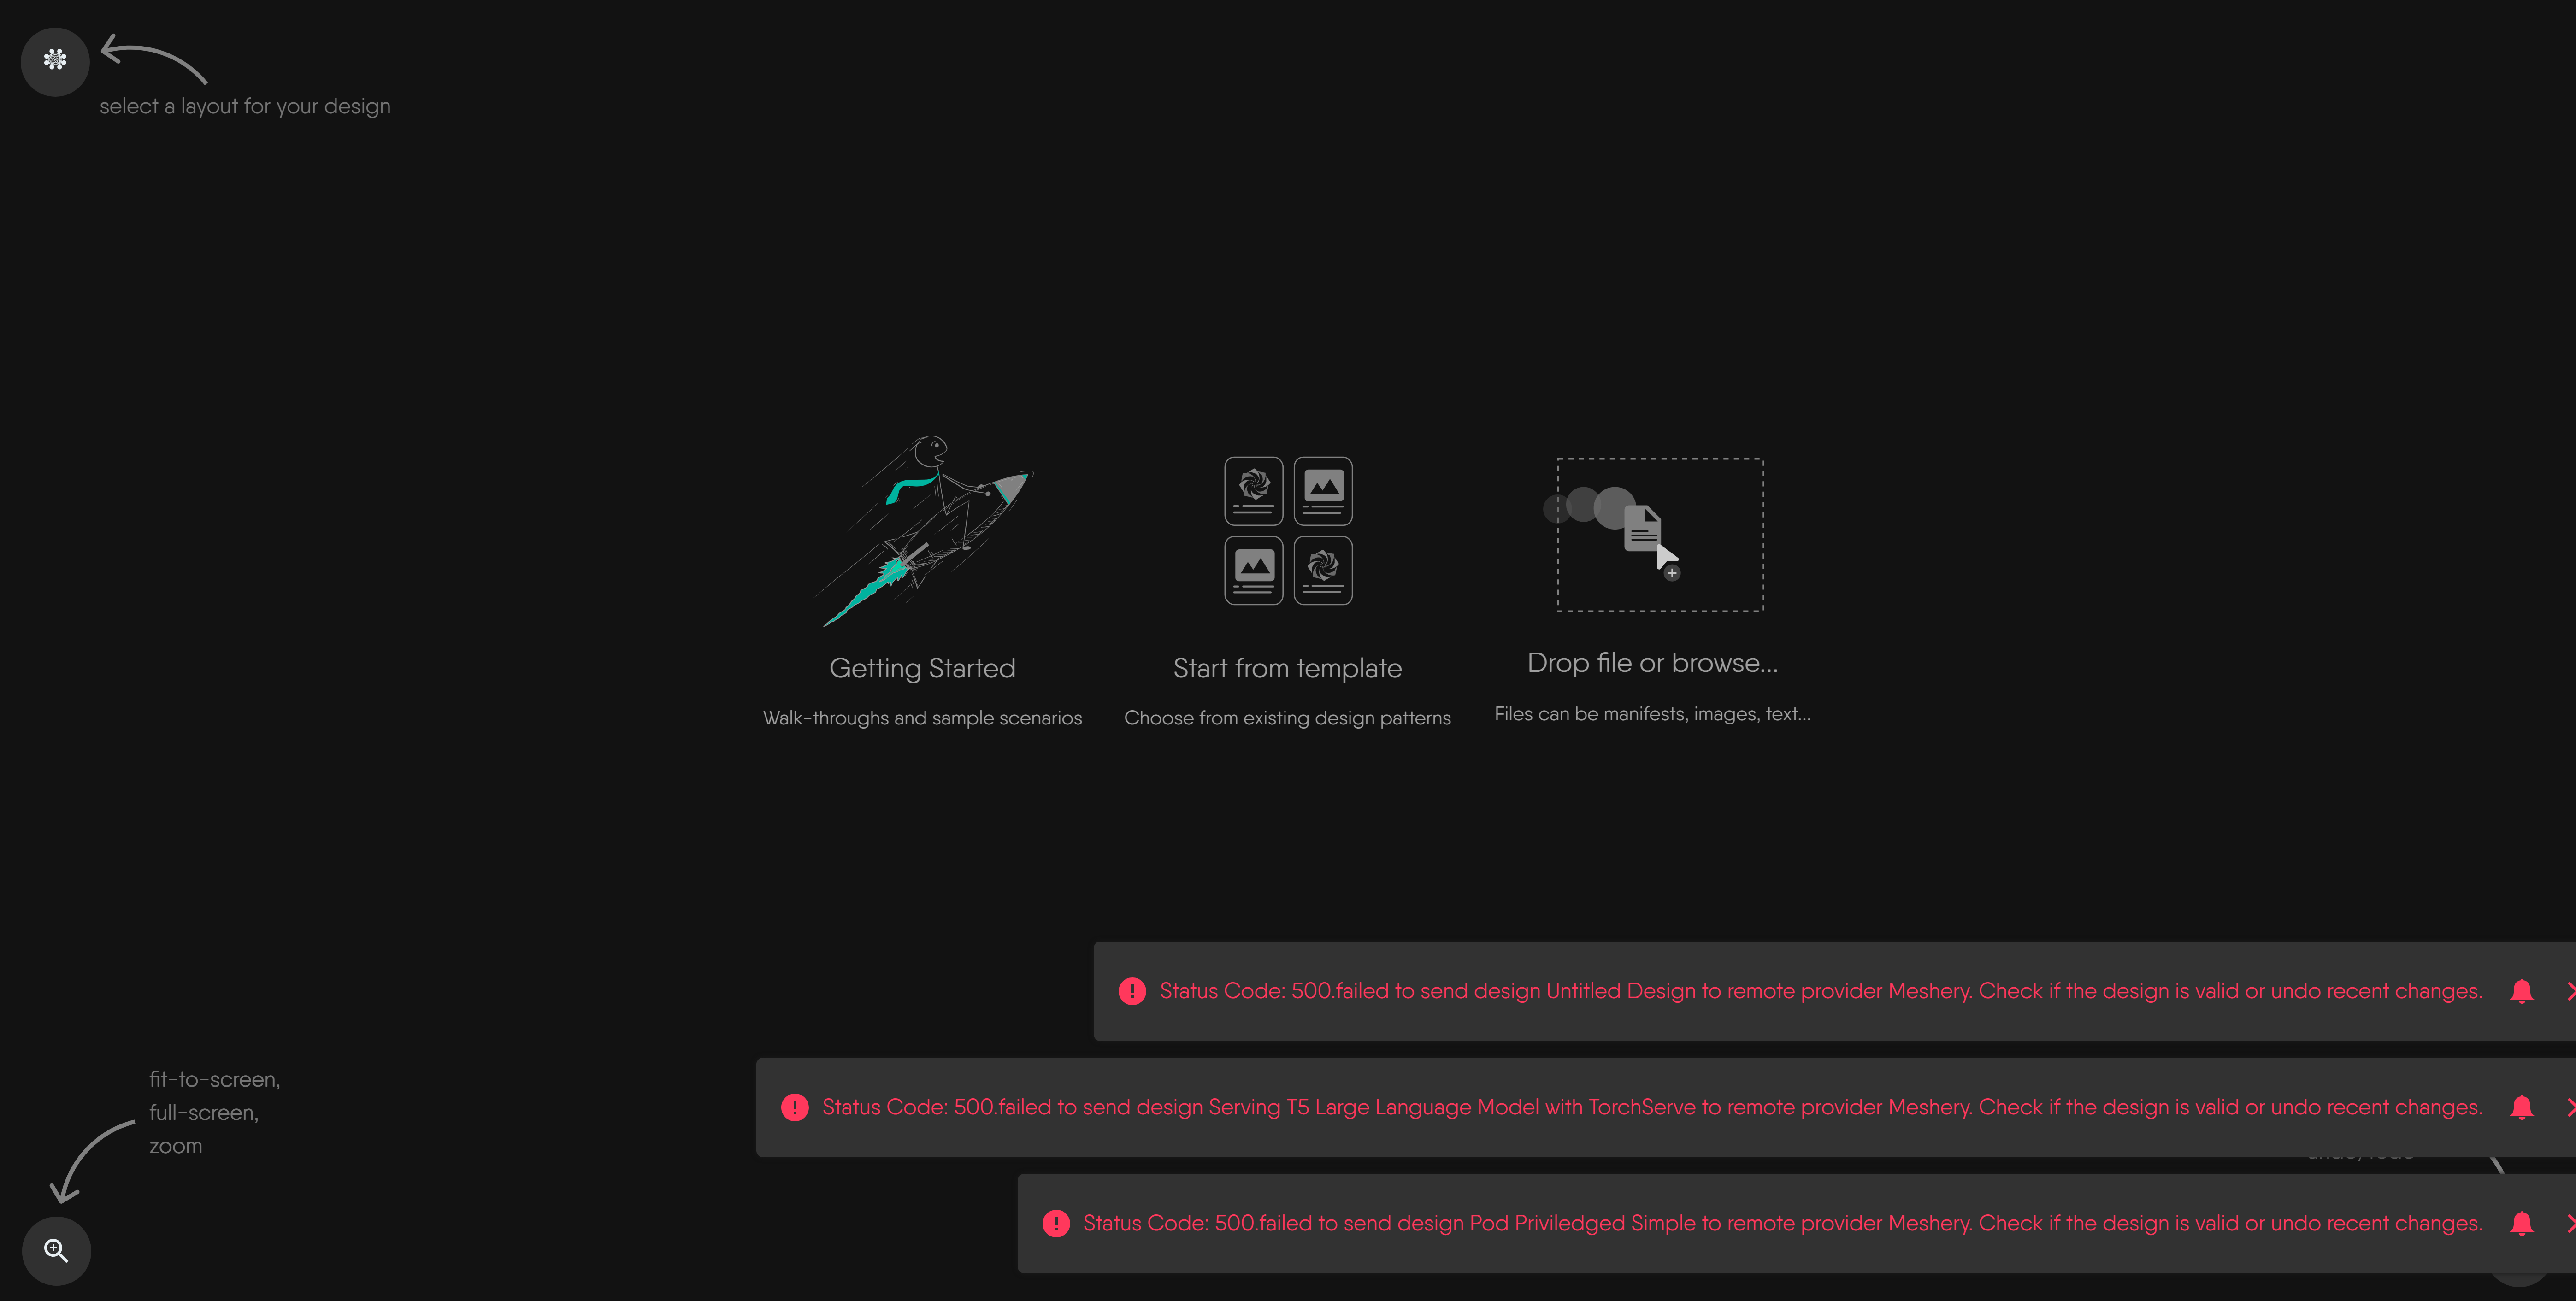 select a layout for your design
Getting Started
Walk-throughs and sample scenarios
Start from template
Choose from existing design patterns
Drop file or browse...
Files can be manifests, images, text...
Status Code: 500.failed to send design Untitled Design to remote provider Meshery. Check if the design is valid or undo recent changes.
fit-to-screen,
full-screen,
zoom
Status Code: 500.failed to send design Serving T5 Large Language Model with TorchServe to remote provider Meshery. Check if the design is valid or undo recent changes.
Status Code: 500.failed to send design Pod Priviledged Simple to remote provider Meshery. Check if the design is valid or undo recent changes.